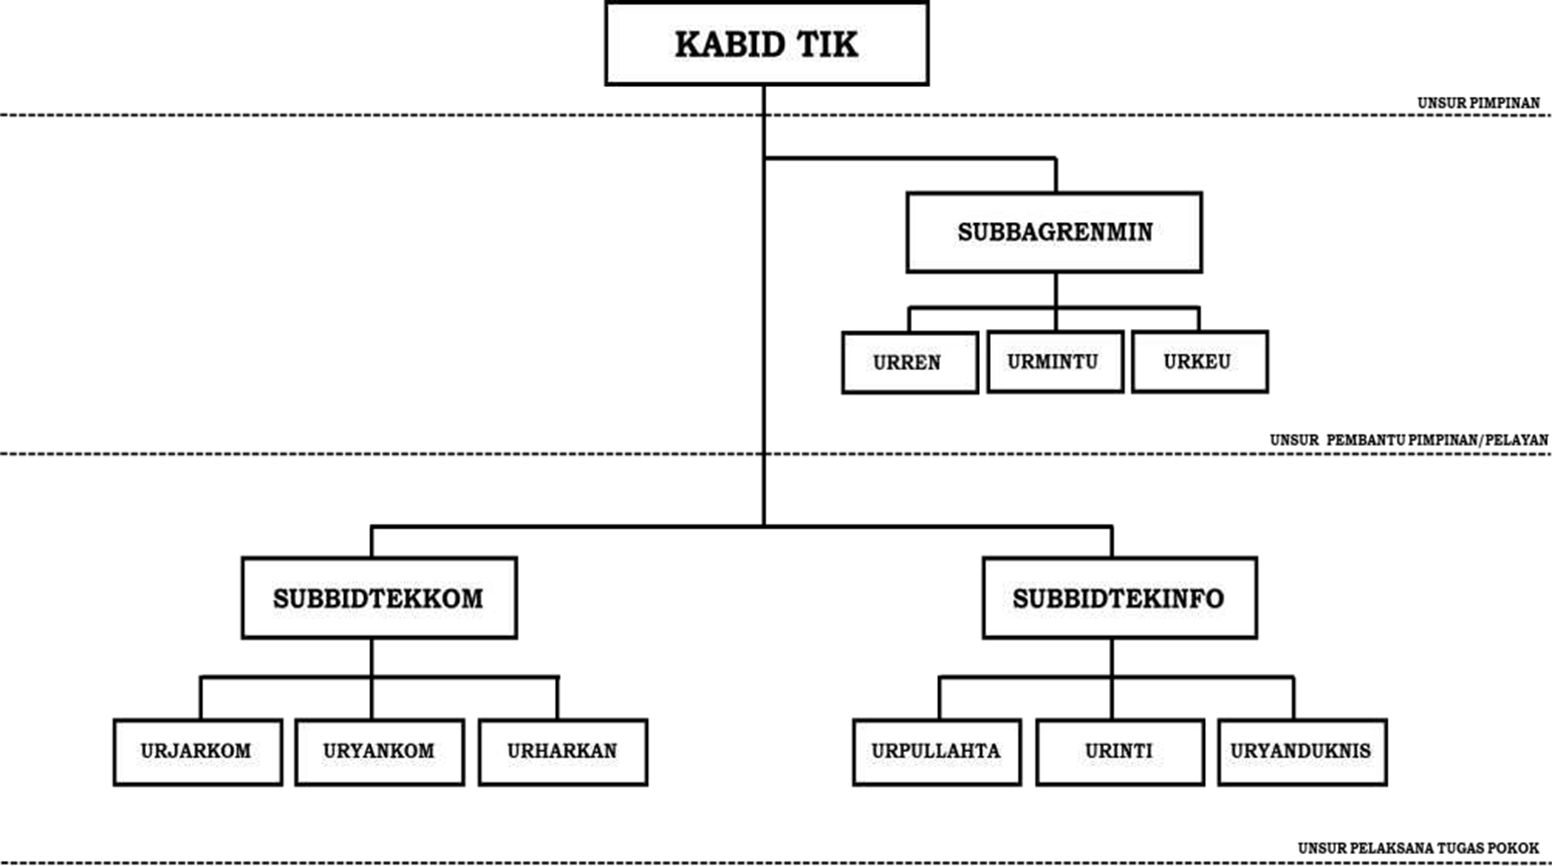 KABID TIK
UNSUR PIMPINAN
SUBBAGRENMIN
URREN
URMINTU
URKEU
UNSUR PEMBANTU PIMPINAN/PELAYAN
SUBBIDTEKKOM
SUBBIDTEKINFO
URJARKOM
URYANKOM
URHARKAN
URPULLAHTA
URINTI
URYANDUKNIS
UNSUR PELAKSANA TUGAS POKOK